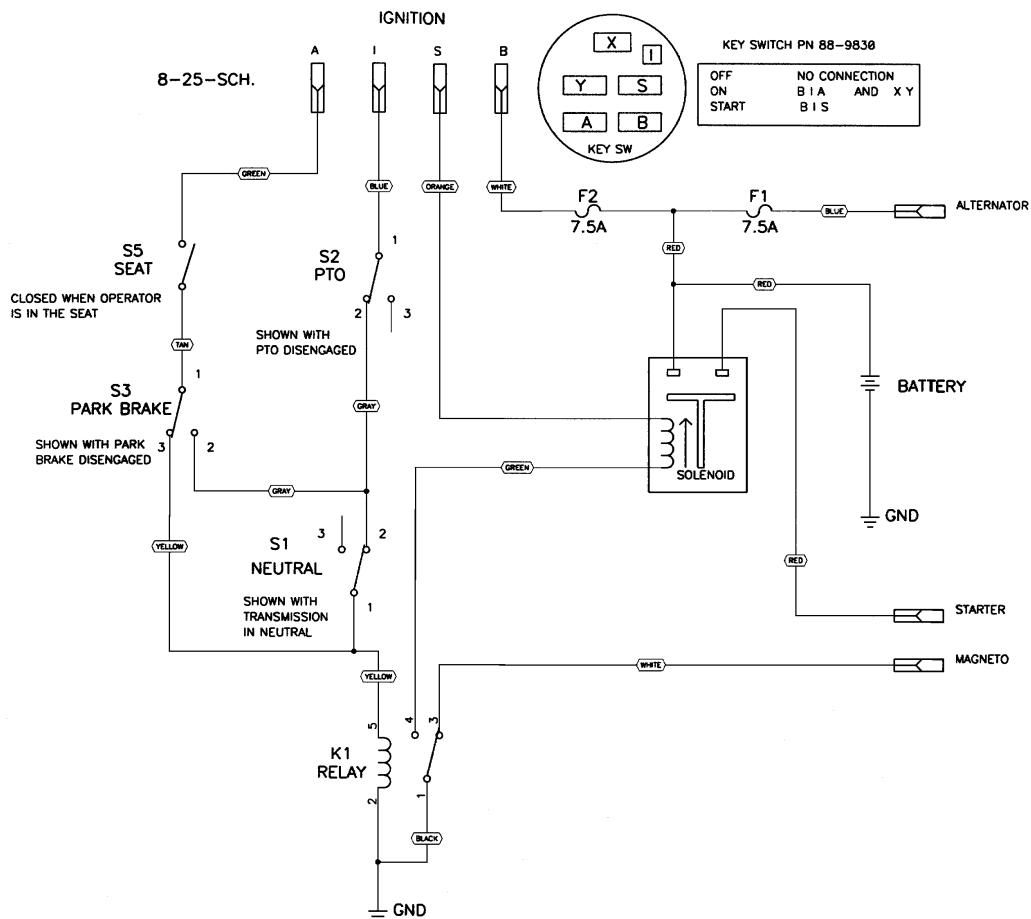 IGNITION
A I S B
8-25-SCH.
X
I
Y S
A B
KEY SW
KEY SWITCH PN 88-9830
OFF NO CONNECTION
ON B I A AND X Y
START B I S
GREEN
BLUE
ORANGE
WHITE
F2
7.5A
F1
7.5A
BLUE
ALTERNATOR
RED
RED
S5
SEAT
CLOSED WHEN OPERATOR
IS IN THE SEAT
TAN
S2
PTO
1
2
3
SHOWN WITH
PTO DISENGAGED
GRAY
S3
PARK BRAKE
1
3
2
SHOWN WITH PARK
BRAKE DISENGAGED
GRAY
YELLOW
BATTERY
GND
SOLENOID
GREEN
RED
S1
NEUTRAL
3
2
1
SHOWN WITH
TRANSMISSION
IN NEUTRAL
STARTER
MAGNETO
WHITE
YELLOW
K1
RELAY
5
2
4
3
1
BLACK
GND